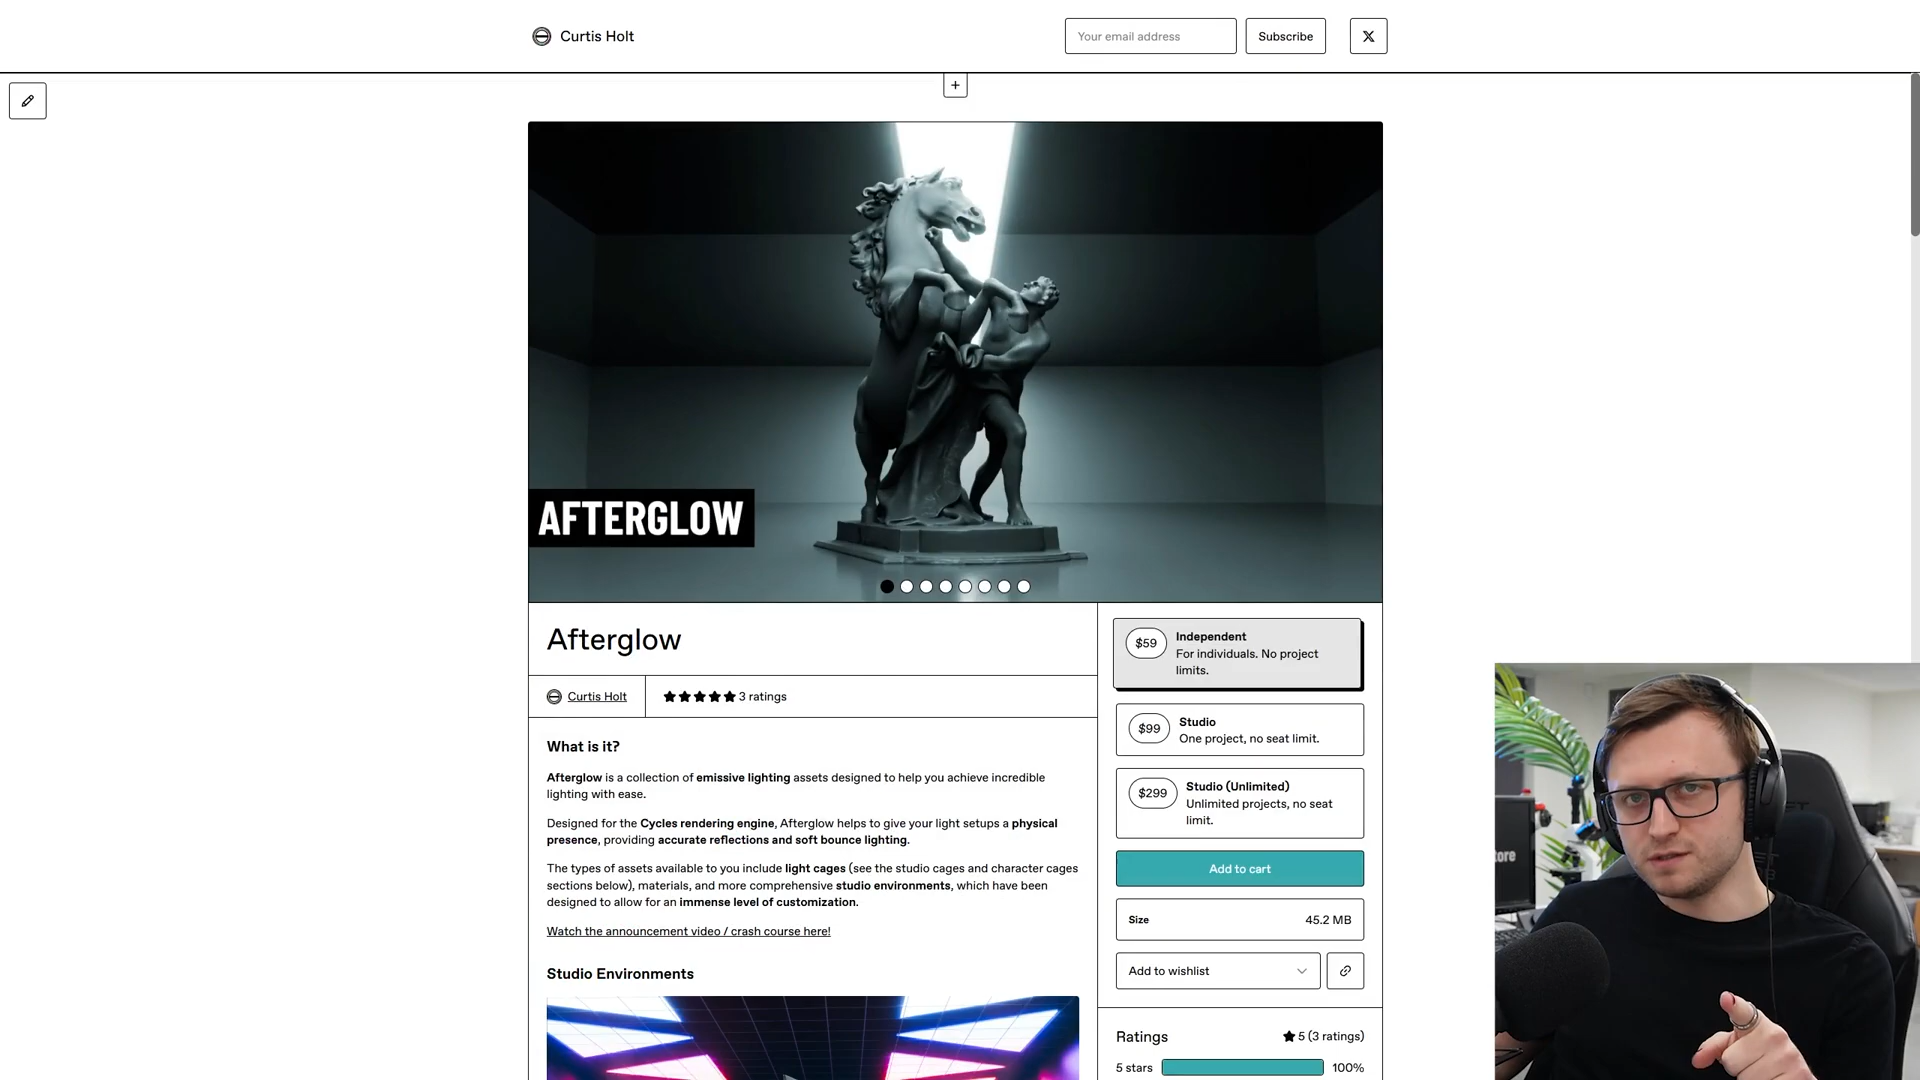 Curtis Holt
Your email address
Subscribe
AFTERGLOW
Afterglow
Curtis Holt
3 ratings
What is it?
Afterglow is a collection of emissive lighting assets designed to help you achieve incredible
lighting with ease.
Designed for the Cycles rendering engine, Afterglow helps to give your light setups a physical
presence, providing accurate reflections and soft bounce lighting.
The types of assets available to you include light cages (see the studio cages and character cages
sections below), materials, and more comprehensive studio environments, which have been
designed to allow for an immense level of customization.
Watch the announcement video / crash course here!
Studio Environments
$59
Independent
For individuals. No project
limits.
$99
Studio
One project, no seat limit.
$299
Studio (Unlimited)
Unlimited projects, no seat
limit.
Add to cart
Size
45.2 MB
Add to wishlist
Ratings
5 (3 ratings)
5 stars
100%